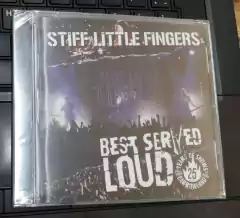 STIFF LITTLE FINGERS
BEST SERVED
LOUD
25